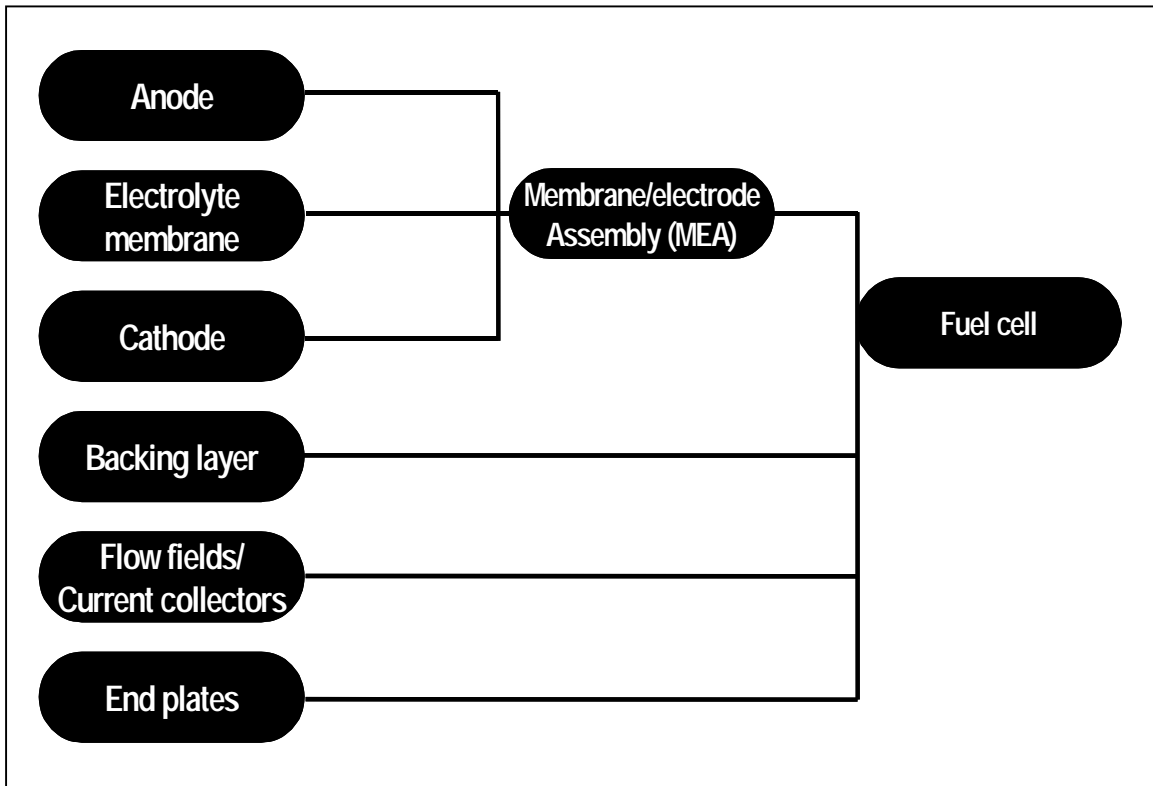 Anode
Electrolyte
membrane
Cathode
Backing layer
Flow fields/
Current collectors
End plates
Membrane/electrode
Assembly (MEA)
Fuel cell